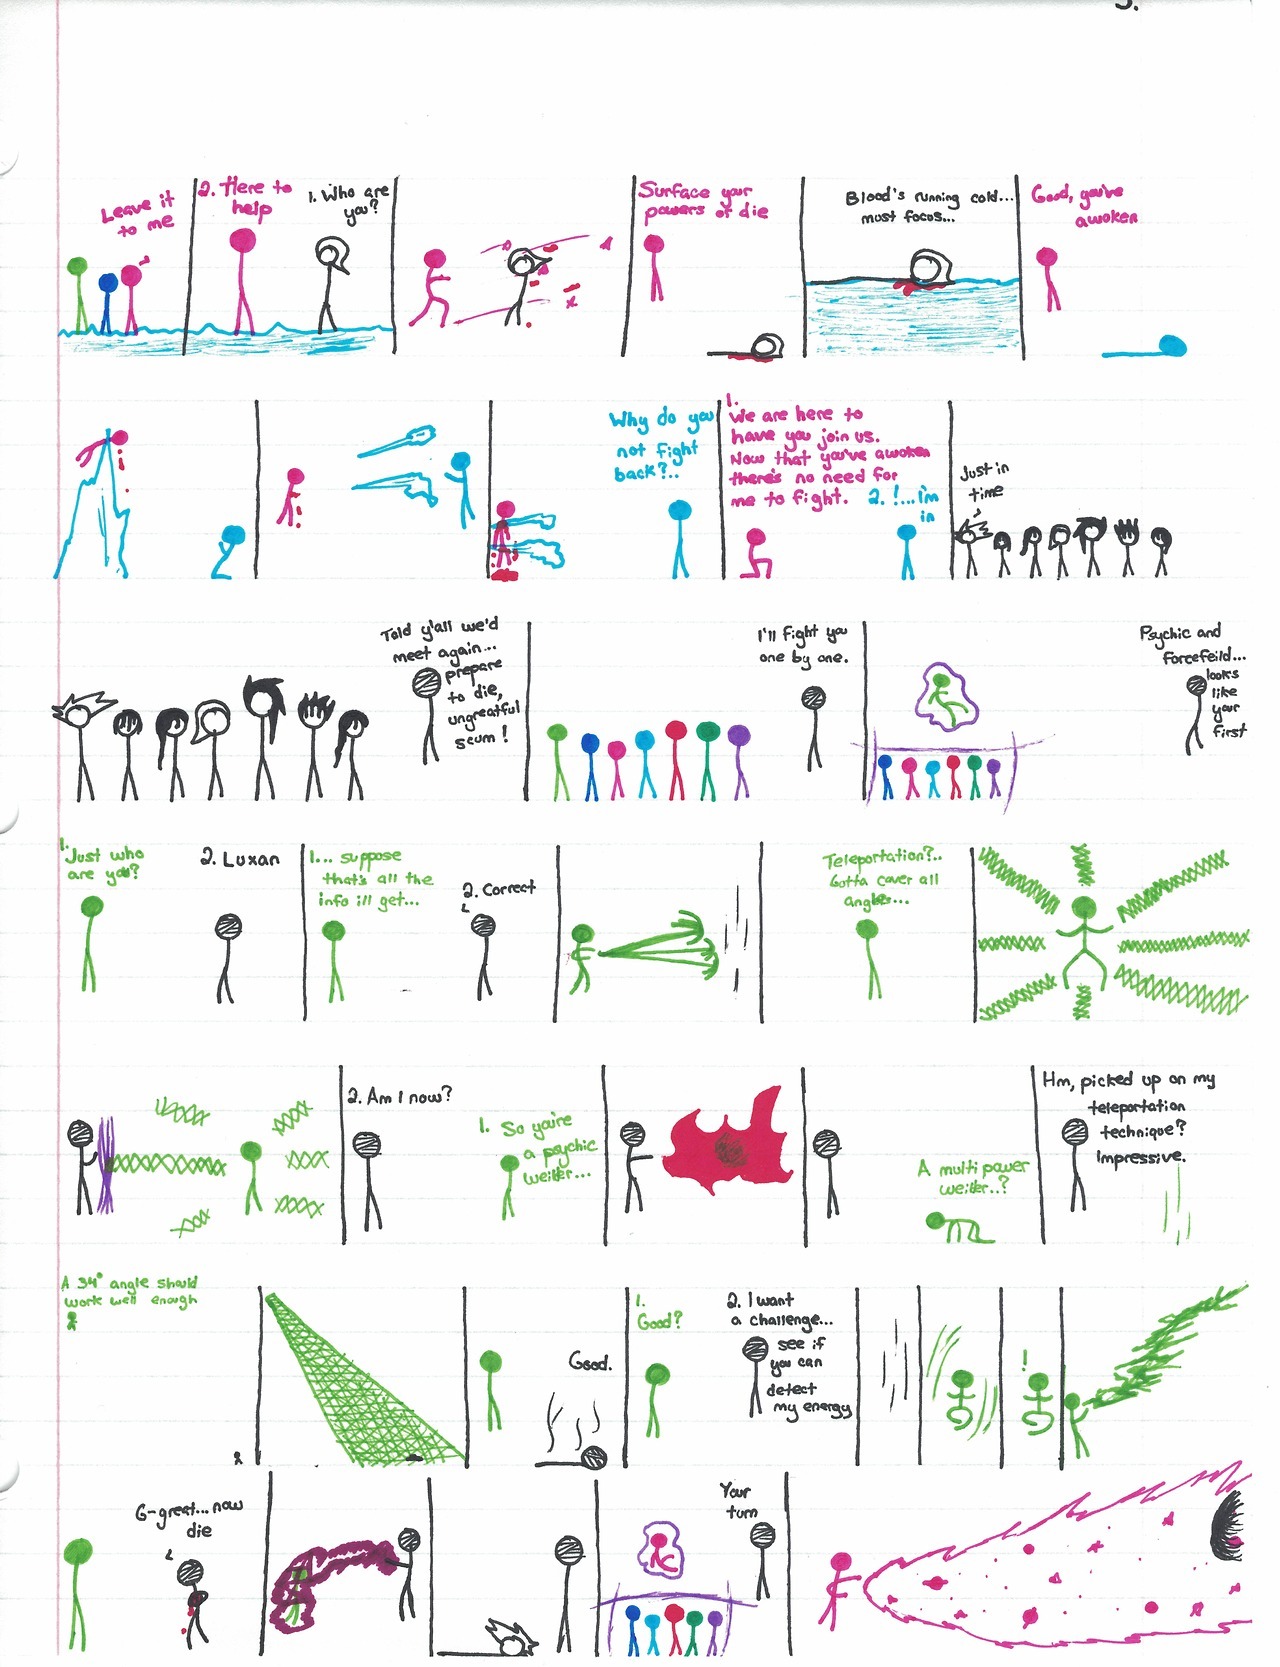 Leave it
to me
2. Here to
help
1. Who are
you?
Surface your
powers or die
Blood's running cold...
must focus...
Good, you've
awoken
Why do you
not fight
back?...
1.
We are here to
have you join us.
Now that you've awoken
there's no need for
me to fight.
2. !...I'm
in
Just in
time
Told y'all we'd
meet again...
prepare
to die,
ungreatful
scum!
I'll fight you
one by one.
Psychic and
forcefeild...
looks
like
your
first
1.
Just who
are you?
2. Luxan
1... suppose
that's all the
info ill get...
2. Correct
Teleportation?..
Gotta cover all
angles...
2. Am I now?
1. So you're
a psychic
weilder...
A multi power
weilder..?
Hm, picked up on my
teleportation
technique?
Impressive.
A 34° angle should
work well enough
Good.
1.
Good?
2. I want
a challenge...
see if
you can
detect
my energy
!
G-great...now
die
Your
turn